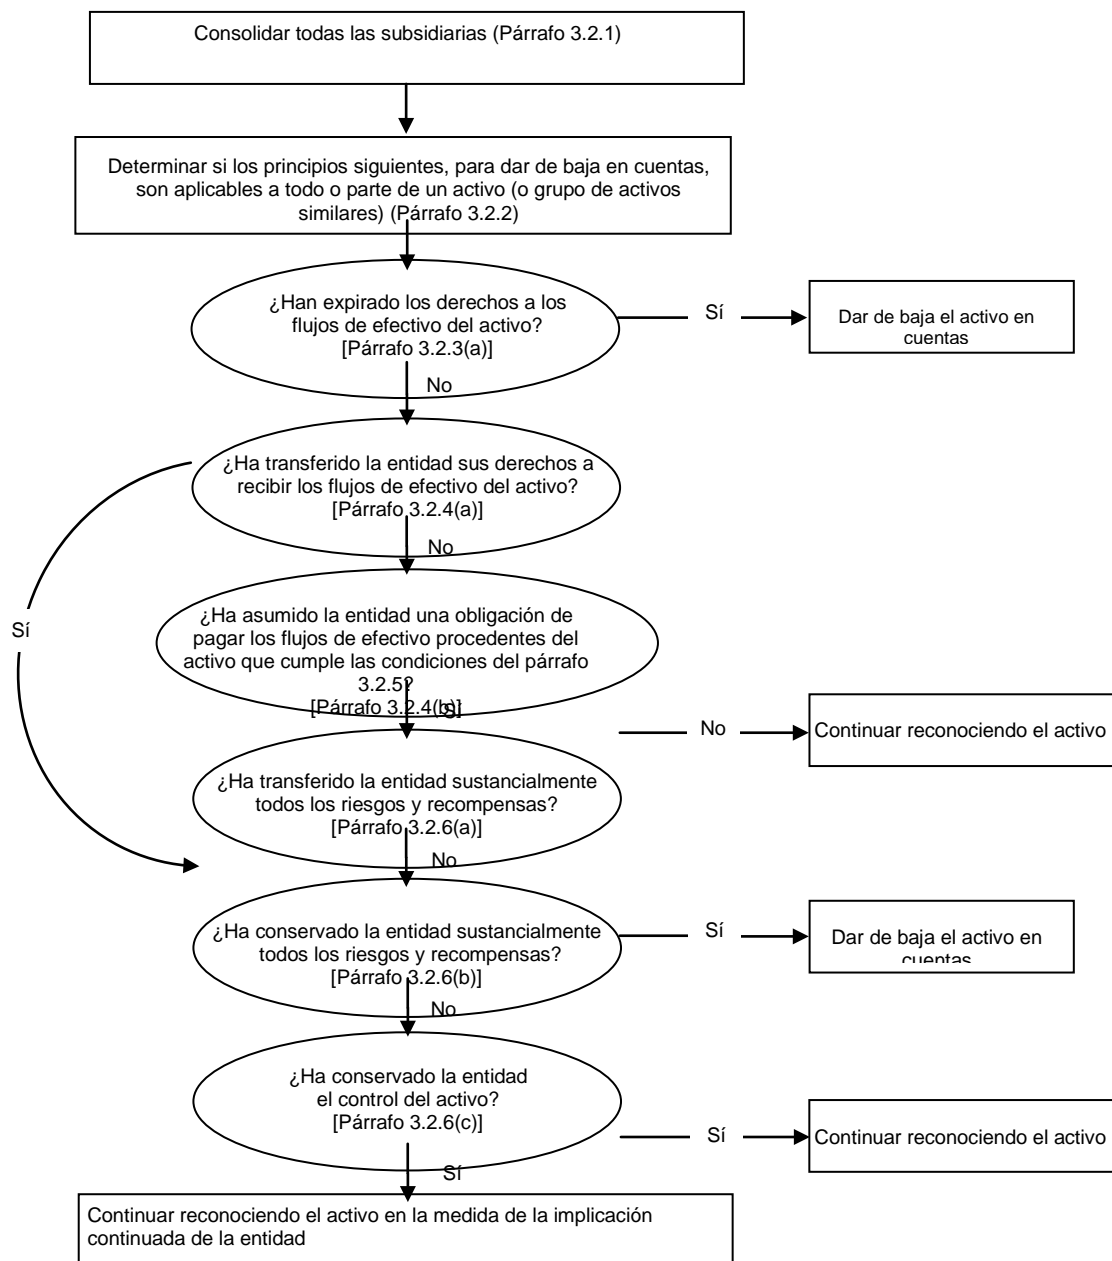 Consolidar todas las subsidiarias (Párrafo 3.2.1)
Determinar si los principios siguientes, para dar de baja en cuentas,
son aplicables a todo o parte de un activo (o grupo de activos
similares) (Párrafo 3.2.2)
¿Han expirado los derechos a los
flujos de efectivo del activo?
[Párrafo 3.2.3(a)]
Sí
Dar de baja el activo en
cuentas
No
¿Ha transferido la entidad sus derechos a
recibir los flujos de efectivo del activo?
[Párrafo 3.2.4(a)]
No
Sí
¿Ha asumido la entidad una obligación de
pagar los flujos de efectivo procedentes del
activo que cumple las condiciones del párrafo
3.2.5?
[Párrafo 3.2.4(b)]
Sí
No
Continuar reconociendo el activo
¿Ha transferido la entidad sustancialmente
todos los riesgos y recompensas?
[Párrafo 3.2.6(a)]
No
¿Ha conservado la entidad sustancialmente
todos los riesgos y recompensas?
[Párrafo 3.2.6(b)]
Sí
Dar de baja el activo en
cuentas
No
¿Ha conservado la entidad
el control del activo?
[Párrafo 3.2.6(c)]
Sí
Continuar reconociendo el activo
Sí
Continuar reconociendo el activo en la medida de la implicación
continuada de la entidad